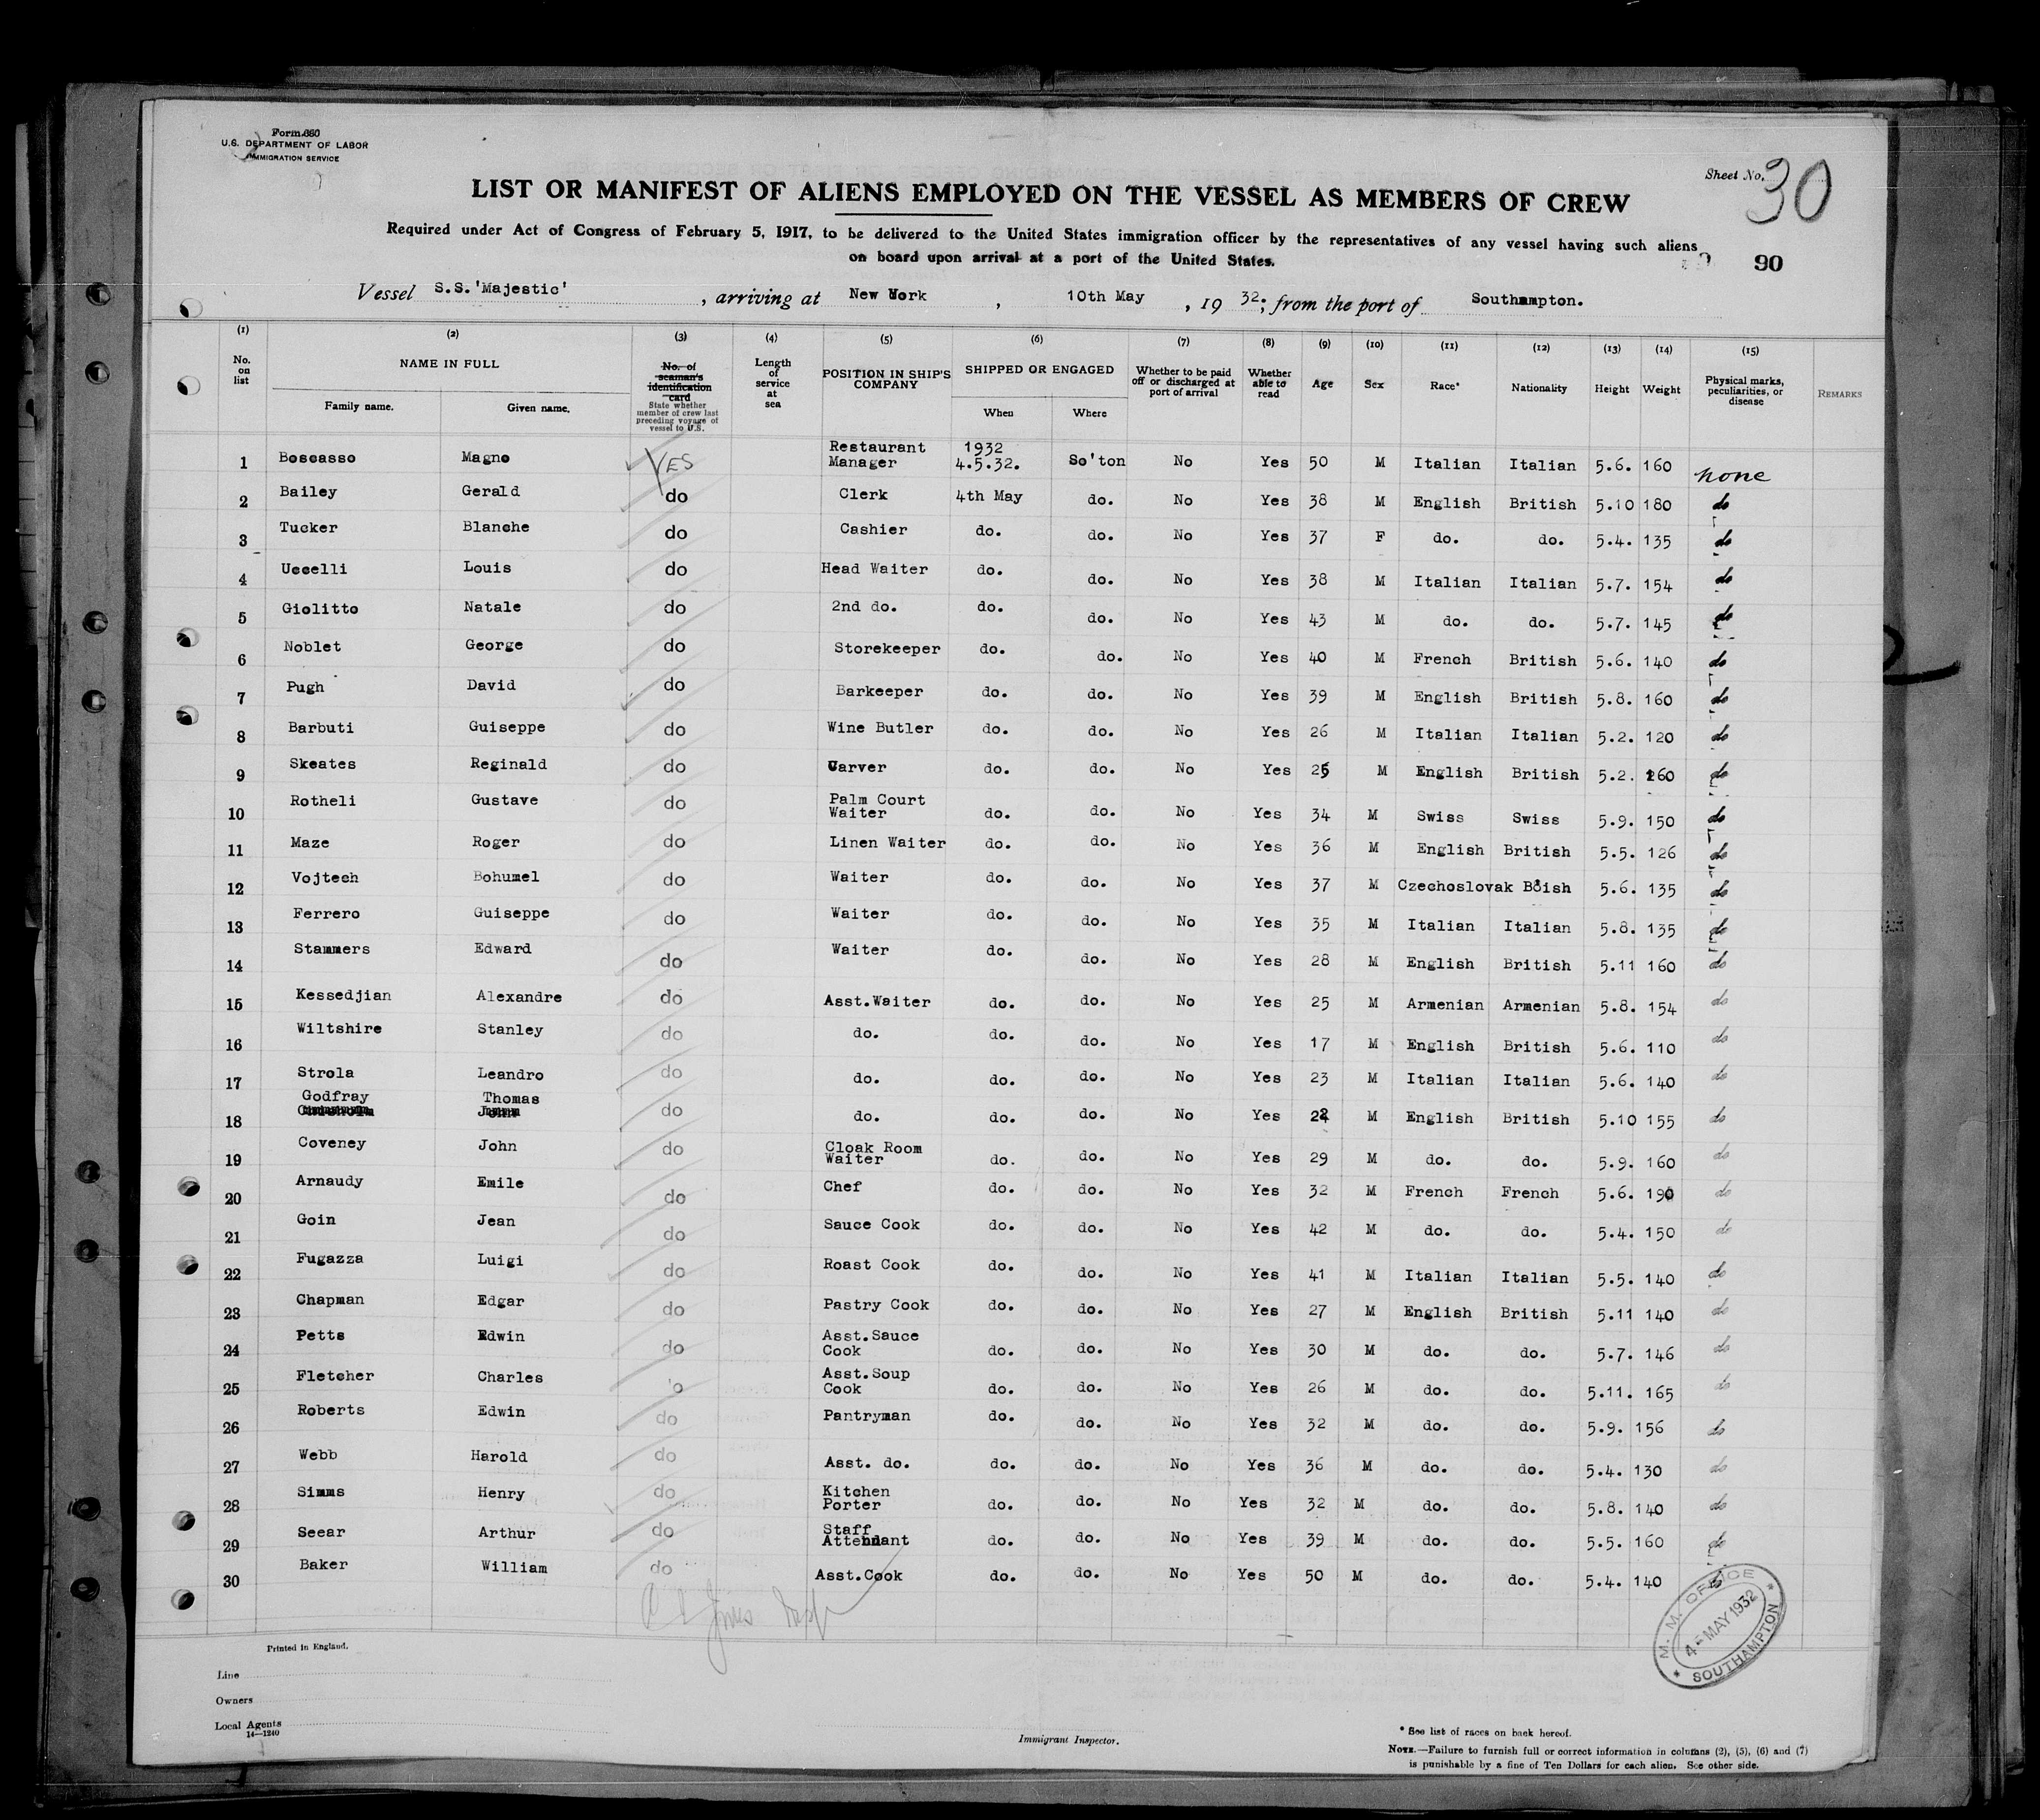 Form 680
U.S. DEPARTMENT OF LABOR
IMMIGRATION SERVICE
Sheet No. 30
LIST OR MANIFEST OF ALIENS EMPLOYED ON THE VESSEL AS MEMBERS OF CREW
Required under Act of Congress of February 5, 1917, to be delivered to the United States immigration officer by the representatives of any vessel having such aliens
on board upon arrival at a port of the United States.
90
Vessel S.S.'Majestic' , arriving at New York , 10th May , 19 32; from the port of Southampton.
(1) (2) (3) (4) (5) (6) (7) (8) (9) (10) (11) (12) (13) (14) (15)
No. on list NAME IN FULL Family name. Given name. No. of seaman's identification card State whether member of crew last preceding voyage of vessel to U.S. Length of service at sea POSITION IN SHIP'S COMPANY SHIPPED OR ENGAGED When Where Whether to be paid off or discharged at port of arrival Whether able to read Age Sex Race* Nationality Height Weight Physical marks, peculiarities, or disease REMARKS
1 Boscasso Magno YES Restaurant Manager 1932 4.5.32. So'ton No Yes 50 M Italian Italian 5.6. 160 none
2 Bailey Gerald do Clerk 4th May do. No Yes 38 M English British 5.10 180 do
3 Tucker Blanche do Cashier do. do. No Yes 37 F do. do. 5.4. 135 do
4 Uccelli Louis do Head Waiter do. do. No Yes 38 M Italian Italian 5.7. 154 do
5 Giolitto Natale do 2nd do. do. do. No Yes 43 M do. do. 5.7. 145 do
6 Noblet George do Storekeeper do. do. No Yes 40 M French British 5.6. 140 do
7 Pugh David do Barkeeper do. do. No Yes 39 M English British 5.8. 160 do
8 Barbuti Guiseppe do Wine Butler do. do. No Yes 26 M Italian Italian 5.2. 120 do
9 Skeates Reginald do Carver do. do. No Yes 25 M English British 5.2. 160 do
10 Rotheli Gustave do Palm Court Waiter do. do. No Yes 34 M Swiss Swiss 5.9. 150 do
11 Maze Roger do Linen Waiter do. do. No Yes 36 M English British 5.5. 126 do
12 Vojtech Bohumel do Waiter do. do. No Yes 37 M Czechoslovak 5.6. 135 do
13 Ferrero Guiseppe do Waiter do. do. No Yes 35 M Italian Italian 5.8. 135 do
14 Stammers Edward do Waiter do. do. No Yes 28 M English British 5.11 160 do
15 Kessedjian Alexandre do Asst.Waiter do. do. No Yes 25 M Armenian Armenian 5.8. 154 do
16 Wiltshire Stanley do do. do. do. No Yes 17 M English British 5.6. 110 do
17 Strola Leandro do do. do. do. No Yes 23 M Italian Italian 5.6. 140 do
18 Godfray Thomas do do. do. do. No Yes M English British 5.10 155 do
19 Coveney John do Cloak Room Waiter do. do. No Yes 29 M do. do. 5.9. 160 do
20 Arnaudy Emile do Chef do. do. No Yes 32 M French French 5.6. 190 do
21 Goin Jean do Sauce Cook do. do. No Yes 42 M do. do. 5.4. 150 do
22 Fugazza Luigi do Roast Cook do. do. No Yes 41 M Italian Italian 5.5. 140 do
23 Chapman Edgar do Pastry Cook do. do. No Yes 27 M English British 5.11 140 do
24 Petts Edwin do Asst.Sauce Cook do. do. No Yes 30 M do. do. 5.7. 146 do
25 Fletcher Charles o Asst.Soup Cook do. do. No Yes 26 M do. do. 5.11. 165 do
26 Roberts Edwin do Pantryman do. do. No Yes 32 M do. do. 5.9. 156 do
27 Webb Harold do Asst. do. do. do. No Yes 36 M do. do. 5.4. 130 do
28 Simms Henry do Kitchen Porter do. do. No Yes 32 M do. do. 5.8. 140 do
29 Seear Arthur do Staff Attendant do. do. No Yes 39 M do. do. 5.5. 160 do
30 Baker William do Asst.Cook do. do. No Yes 50 M do. do. 5.4. 140 do
M. M. OFFICE
4 - MAY 1932
SOUTHAMPTON
Printed in England.
Line
Owners
Local Agents
14—1240
Immigrant Inspector.
* See list of races on back hereof.
NOTE.—Failure to furnish full or correct information in columns (2), (5), (6) and (7)
is punishable by a fine of Ten Dollars for each alien. See other side.